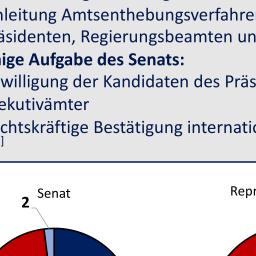 nleitung Amtsenthebungsverfahre
äsidenten, Regierungsbeamten un
ige Aufgabe des Senats:
willigung der Kandidaten des Präs
ekutivämter
chtskräftige Bestätigung internatio
]
Senat
Repr
2